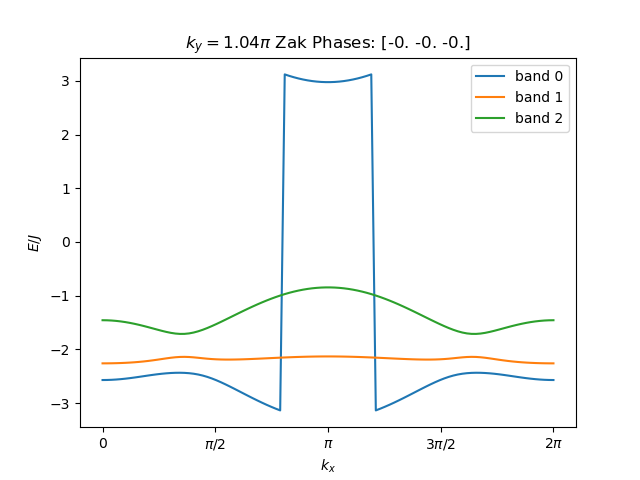 k_y = 1.04π Zak Phases: [-0. -0. -0.]
band 0
band 1
band 2
E/J
3
2
1
0
−1
−2
−3
0
π/2
π
3π/2
2π
k_x